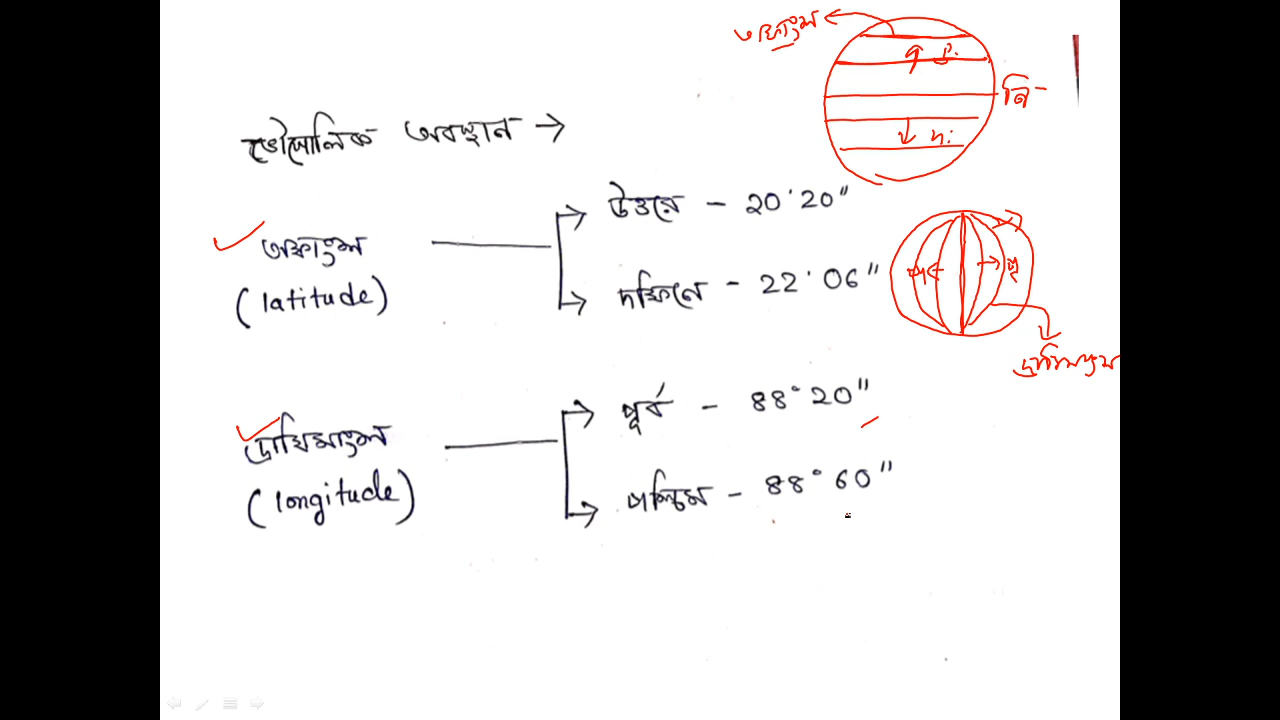 অক্ষাংশ
উ.
নি-
দ.
ভৌগোলিক অবস্থান →
উত্তরে - 20'20"
অক্ষাংশ
(latitude)
দক্ষিনে - 22'06"
প পূ
দ্রাঘিমাংশ
পূর্ব - 88°20"
দ্রাঘিমাংশ
(longitude)
পশ্চিম - 88°60"